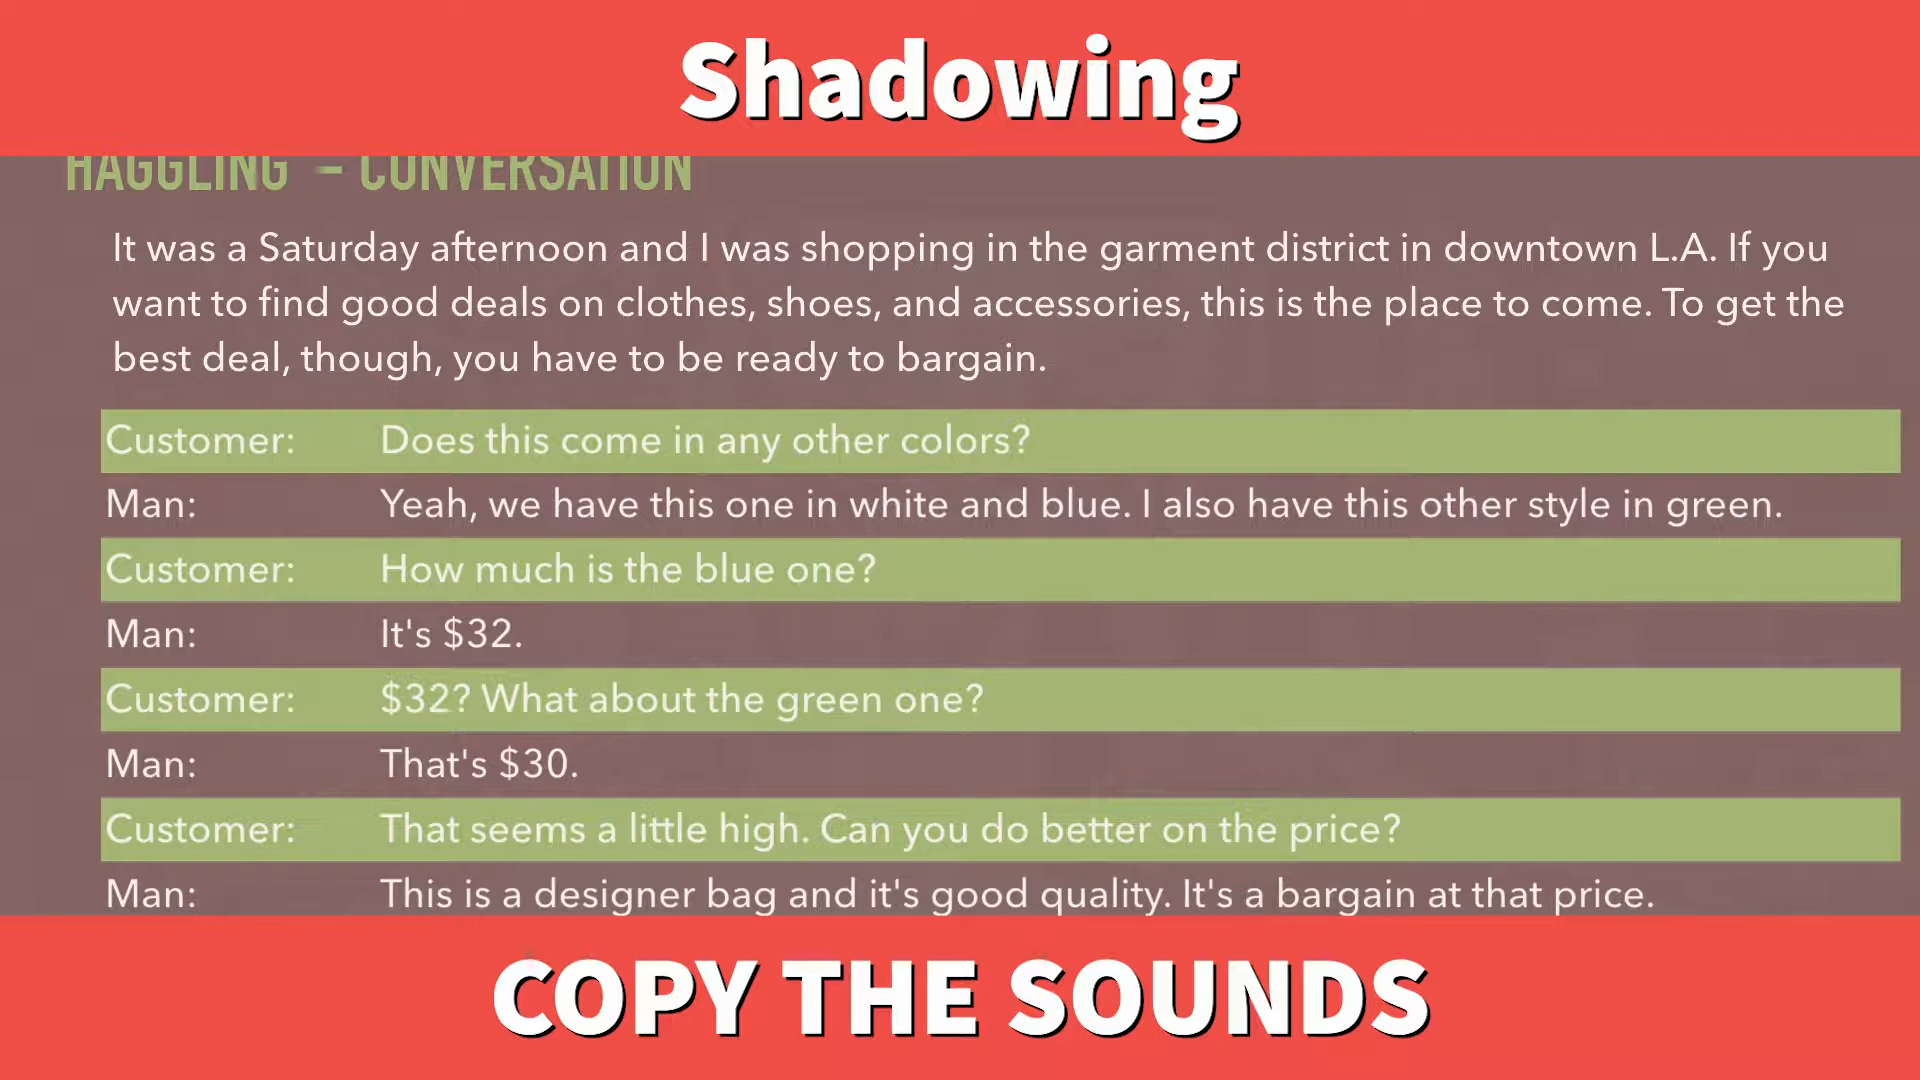 Shadowing
HAGGLING - CONVERSATION
It was a Saturday afternoon and I was shopping in the garment district in downtown L.A. If you
want to find good deals on clothes, shoes, and accessories, this is the place to come. To get the
best deal, though, you have to be ready to bargain.
Customer: Does this come in any other colors?
Man: Yeah, we have this one in white and blue. I also have this other style in green.
Customer: How much is the blue one?
Man: It's $32.
Customer: $32? What about the green one?
Man: That's $30.
Customer: That seems a little high. Can you do better on the price?
Man: This is a designer bag and it's good quality. It's a bargain at that price.
COPY THE SOUNDS